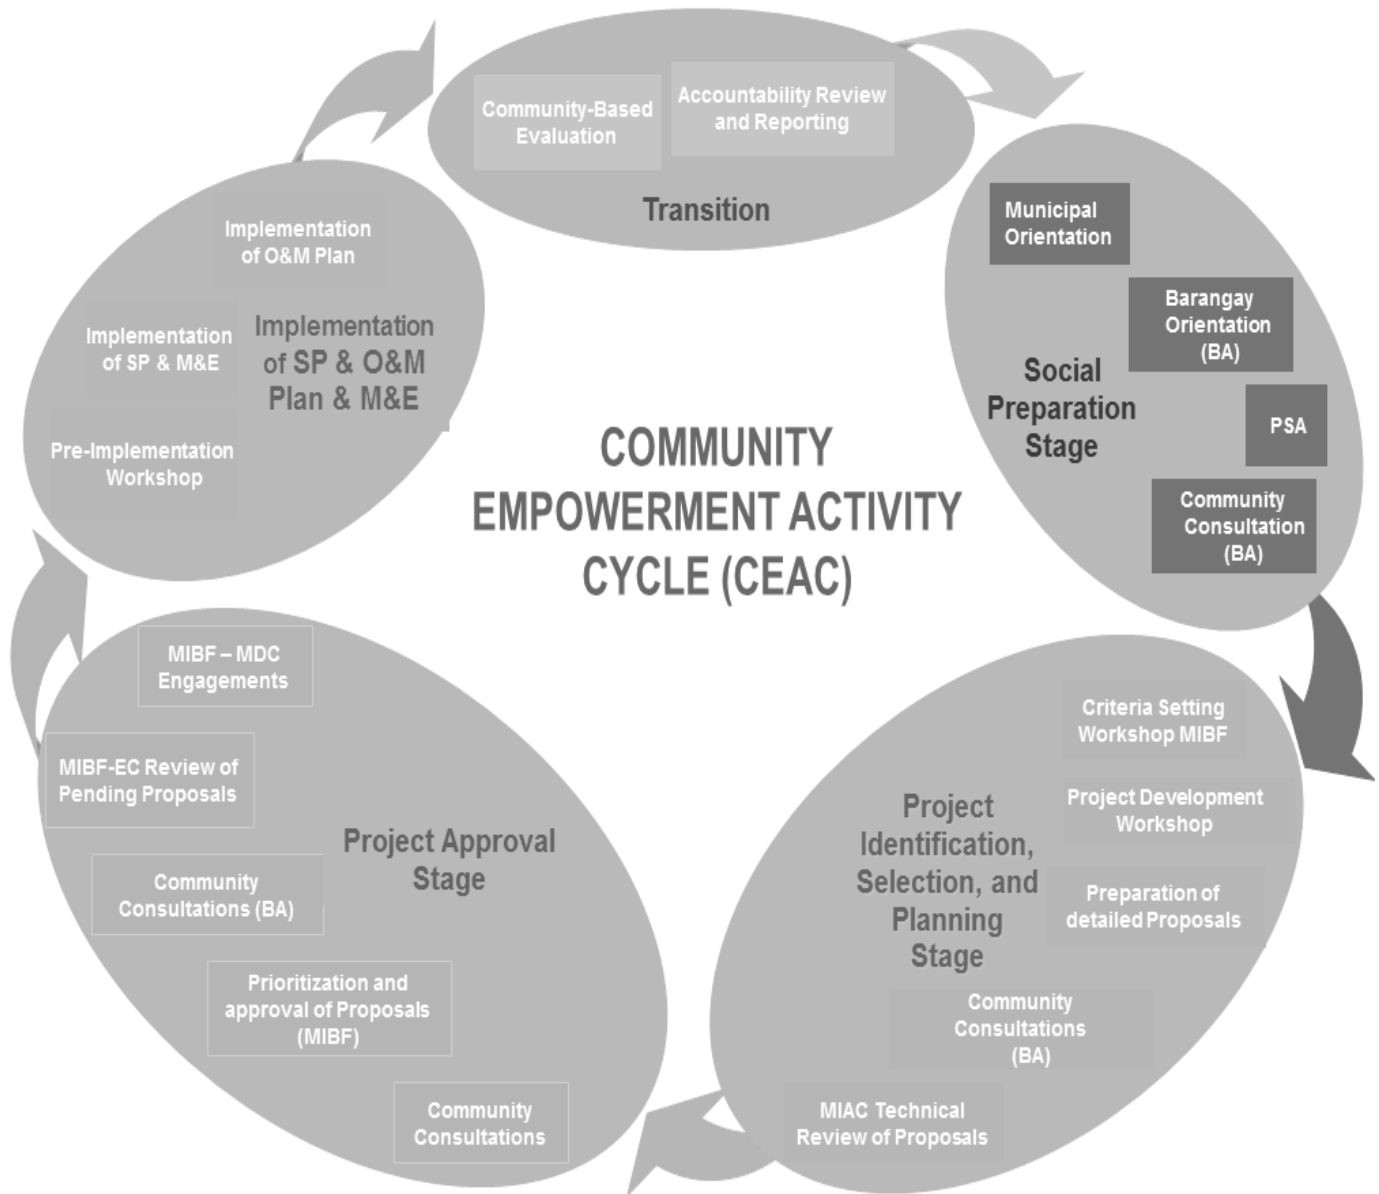 Community-Based
Evaluation
Accountability Review
and Reporting
Transition
Municipal
Orientation
Barangay
Orientation
(BA)
Social
Preparation
Stage
PSA
Community
Consultation
(BA)
Implementation
of O&M Plan
Implementation
of SP & M&E
Implementation
of SP & O&M
Plan & M&E
Pre-Implementation
Workshop
COMMUNITY
EMPOWERMENT ACTIVITY
CYCLE (CEAC)
Criteria Setting
Workshop MIBF
Project Development
Workshop
Project
Identification,
Selection, and
Planning
Stage
Preparation of
detailed Proposals
Community
Consultations
(BA)
MIAC Technical
Review of Proposals
MIBF – MDC
Engagements
MIBF-EC Review of
Pending Proposals
Project Approval
Stage
Community
Consultations (BA)
Prioritization and
approval of Proposals
(MIBF)
Community
Consultations